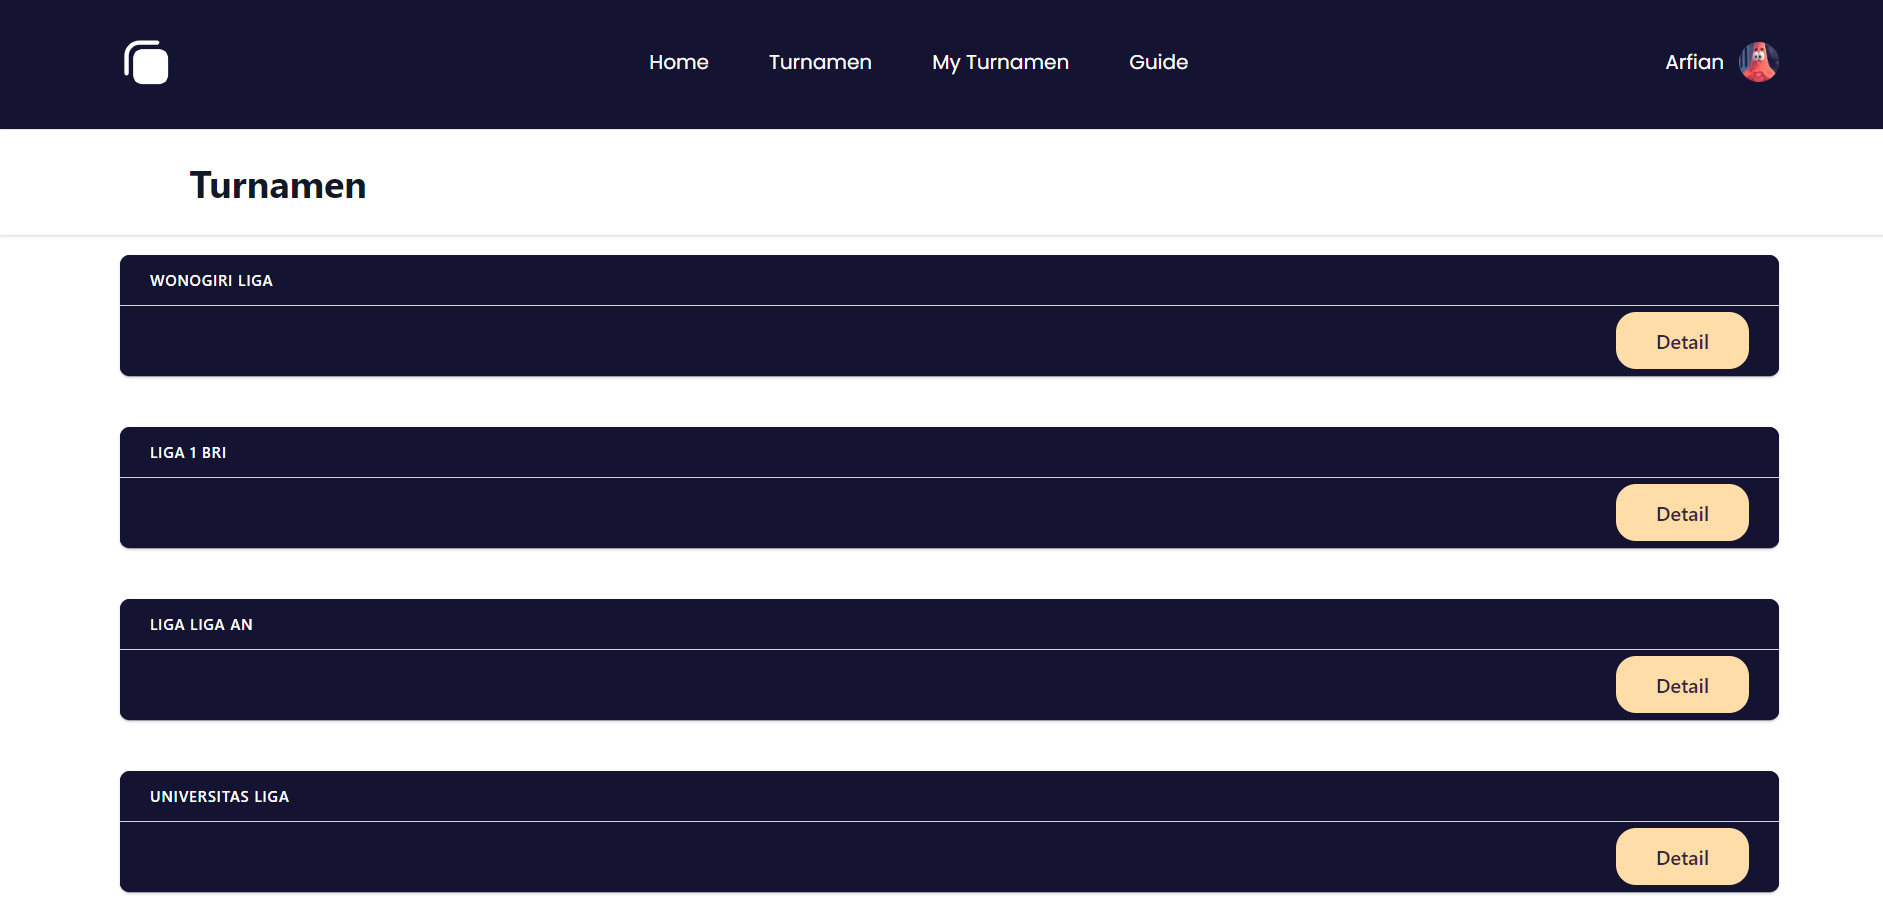 Home Turnamen My Turnamen Guide Arfian
Turnamen
WONOGIRI LIGA
Detail
LIGA 1 BRI
Detail
LIGA LIGA AN
Detail
UNIVERSITAS LIGA
Detail